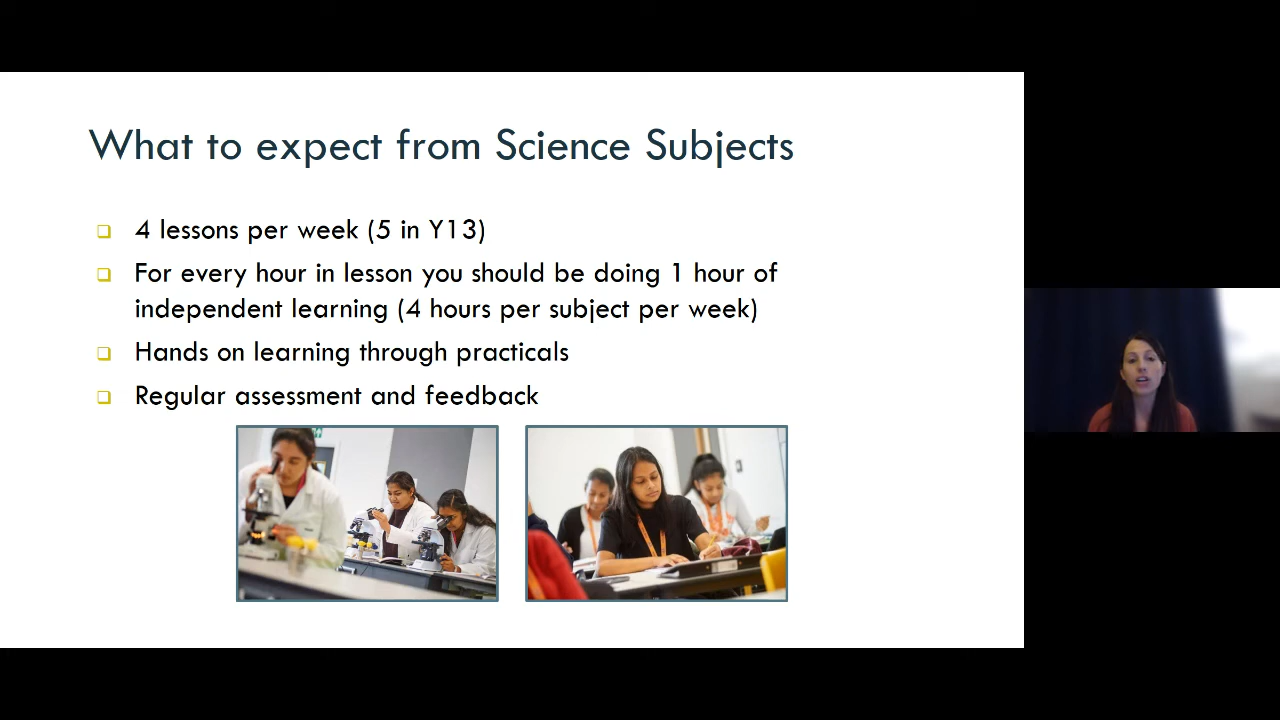 What to expect from Science Subjects
4 lessons per week (5 in Y13)
For every hour in lesson you should be doing 1 hour of
independent learning (4 hours per subject per week)
Hands on learning through practicals
Regular assessment and feedback